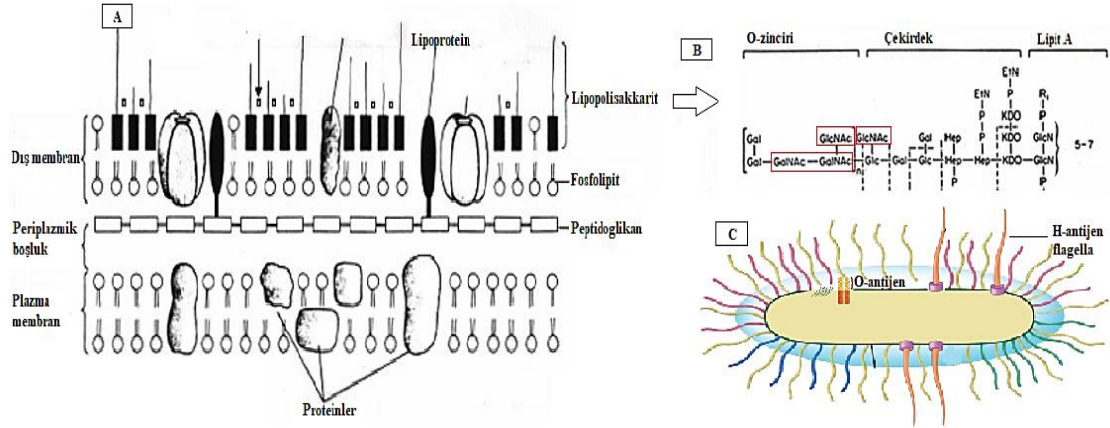 A
Lipoprotein
Lipopolisakkarit
Dış membran
Fosfolipit
Periplazmik
boşluk
Peptidoglikan
Plazma
membran
Proteinler
B
O-zinciri
Çekirdek
Lipit A
EtN
EtN P R₁
P KDO P
Gal GlcNAc GlcNAc Gal Hep P KDO GlcN
Gal GalNAc GalNAc n Glc Gal Glc Hep Hep KDO GlcN
P P
5-7
C
H-antijen
flagella
O-antijen